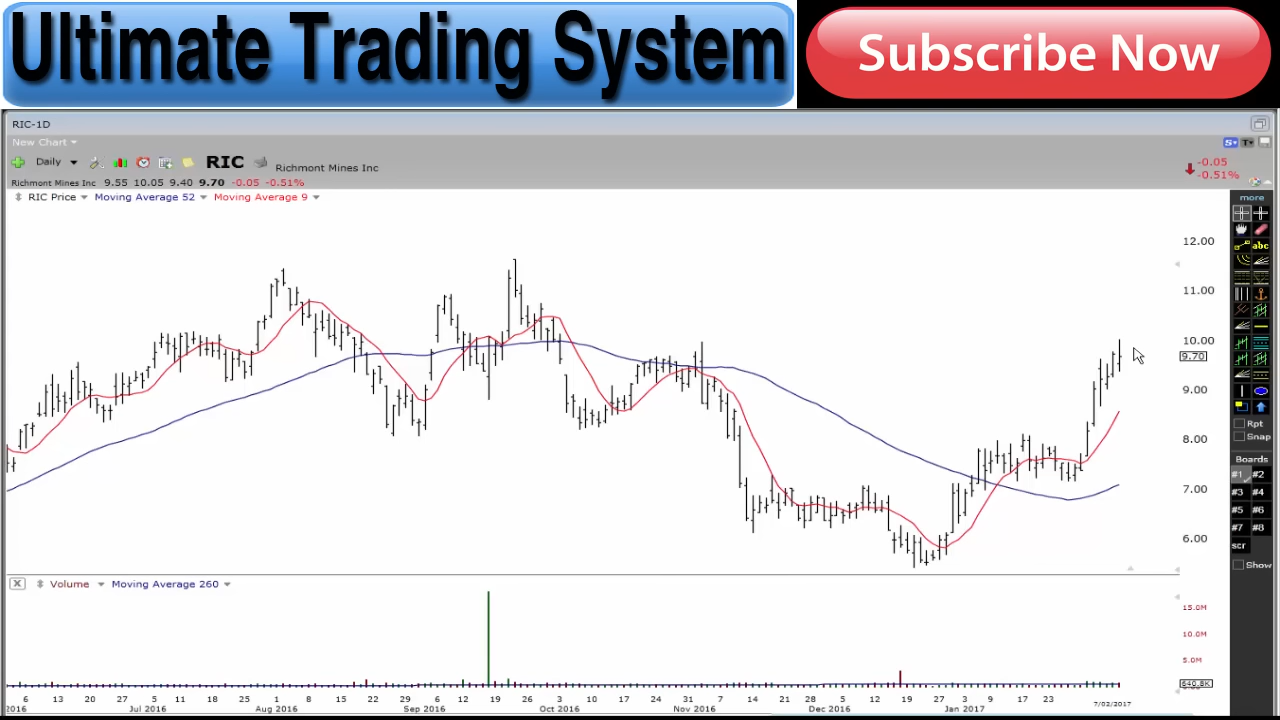 Ultimate Trading System
Subscribe Now
RIC-1D
New Chart
Daily RIC Richmont Mines Inc
-0.05
-0.51%
Richmont Mines Inc 9.55 10.05 9.40 9.70 -0.05 -0.51%
RIC Price Moving Average 52 Moving Average 9
more
abc
12.00
11.00
10.00
9.70
9.00
8.00
7.00
6.00
Rpt
Snap
Boards
#1 #2
#3 #4
#5 #6
#7 #8
scr
Show
Volume Moving Average 260
15.0M
10.0M
5.0M
640.8K
6 13 20 27 5 11 18 25 1 8 15 22 29 6 12 19 26 3 10 17 24 31 7 14 21 28 5 12 19 27 3 9 17 23
2016 Jul 2016 Aug 2016 Sep 2016 Oct 2016 Nov 2016 Dec 2016 Jan 2017 7/02/2017